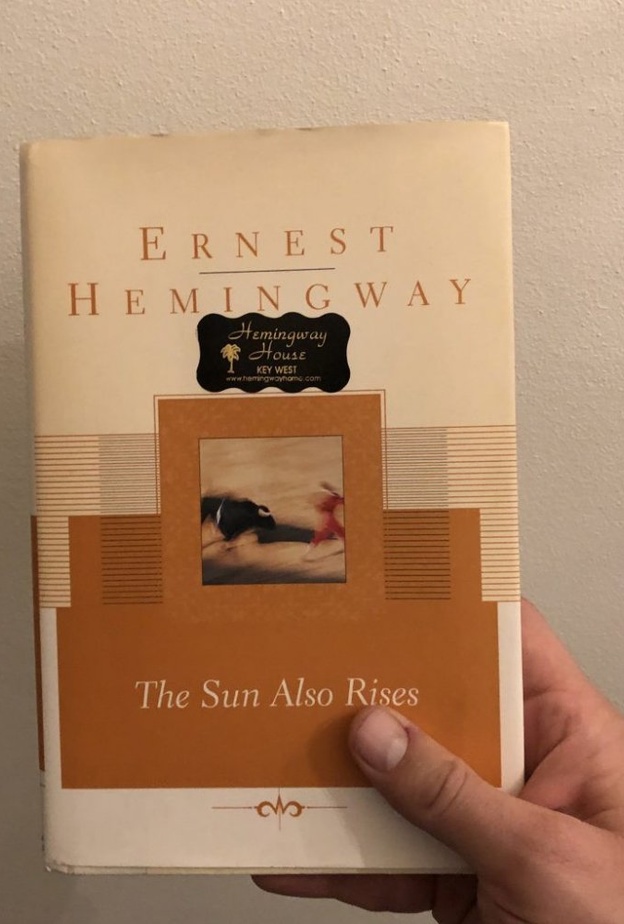 ERNEST
HEMINGWAY
Hemingway
House
KEY WEST
www.hemingwayhome.com
The Sun Also Rises